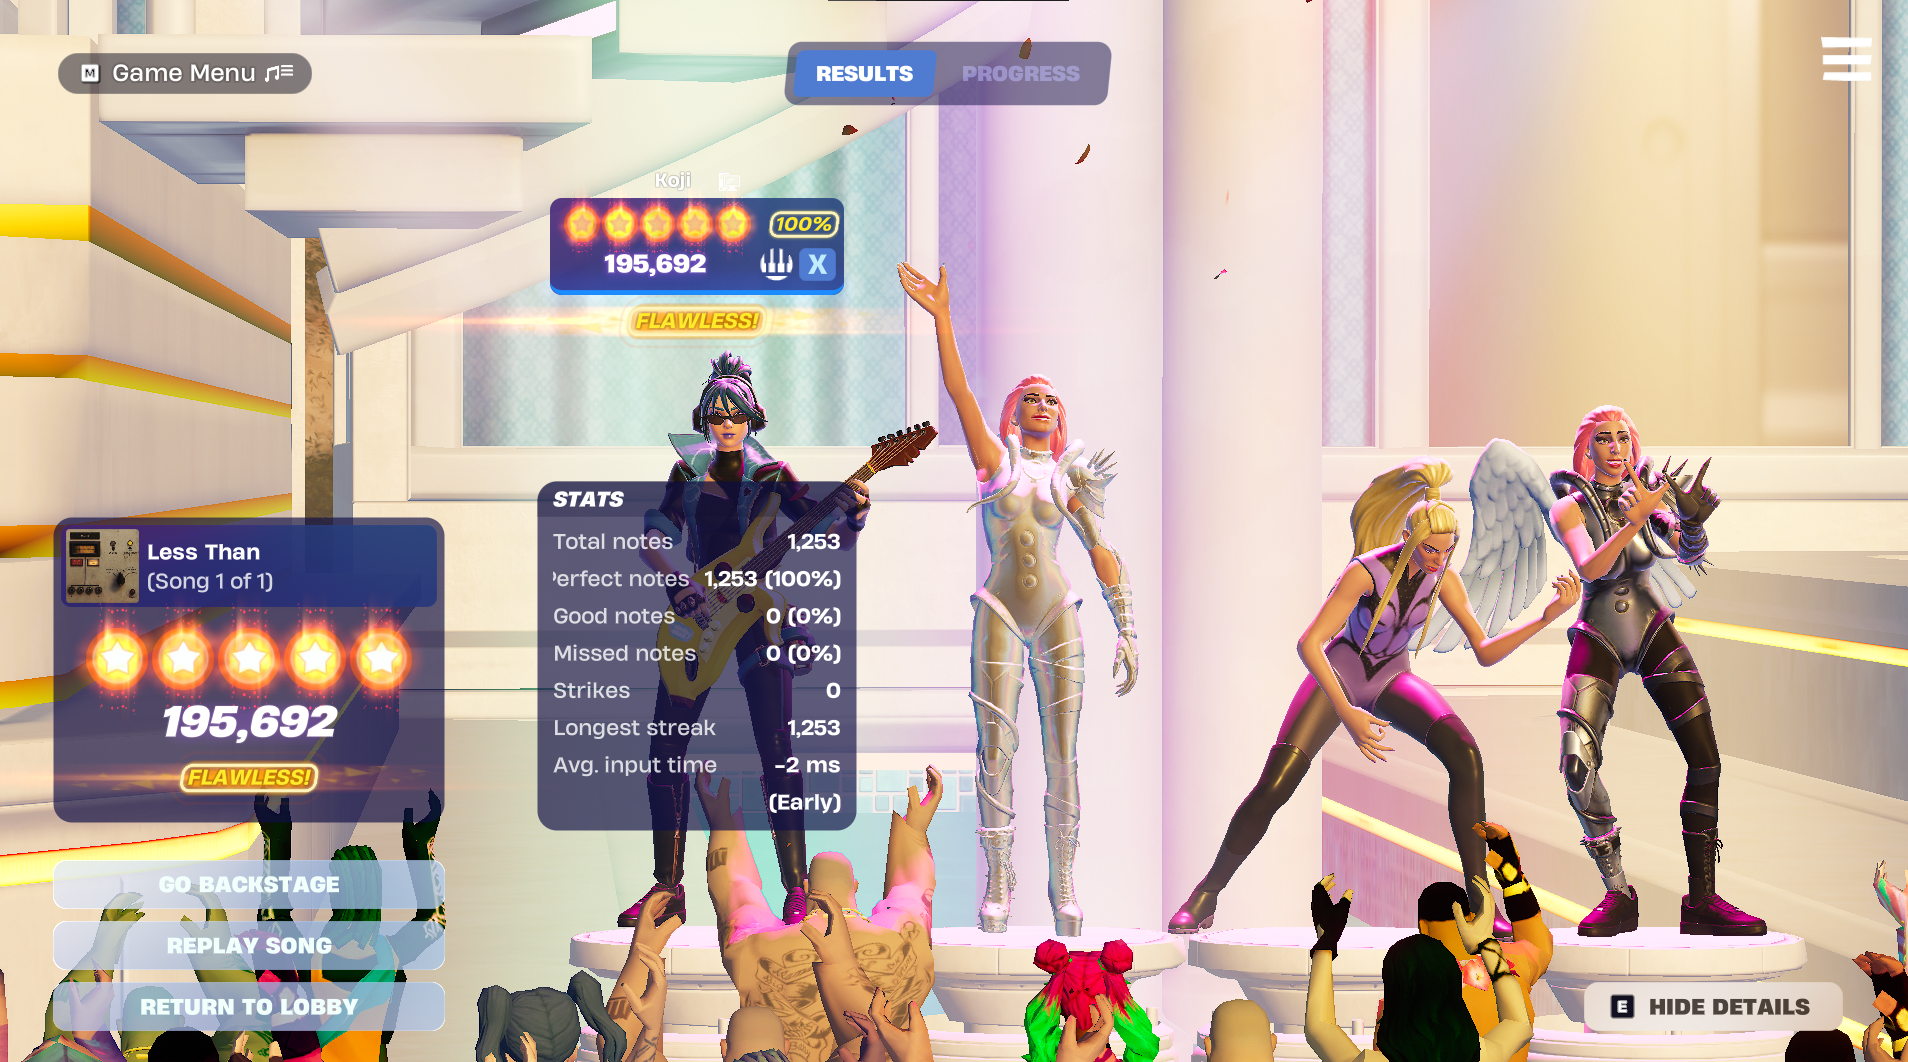 M Game Menu
RESULTS PROGRESS
Koji
100%
195,692 X
FLAWLESS!
STATS
Total notes 1,253
Perfect notes 1,253 (100%)
Good notes 0 (0%)
Missed notes 0 (0%)
Strikes 0
Longest streak 1,253
Avg. input time -2 ms
(Early)
Less Than
(Song 1 of 1)
195,692
FLAWLESS!
GO BACKSTAGE
REPLAY SONG
RETURN TO LOBBY
E HIDE DETAILS